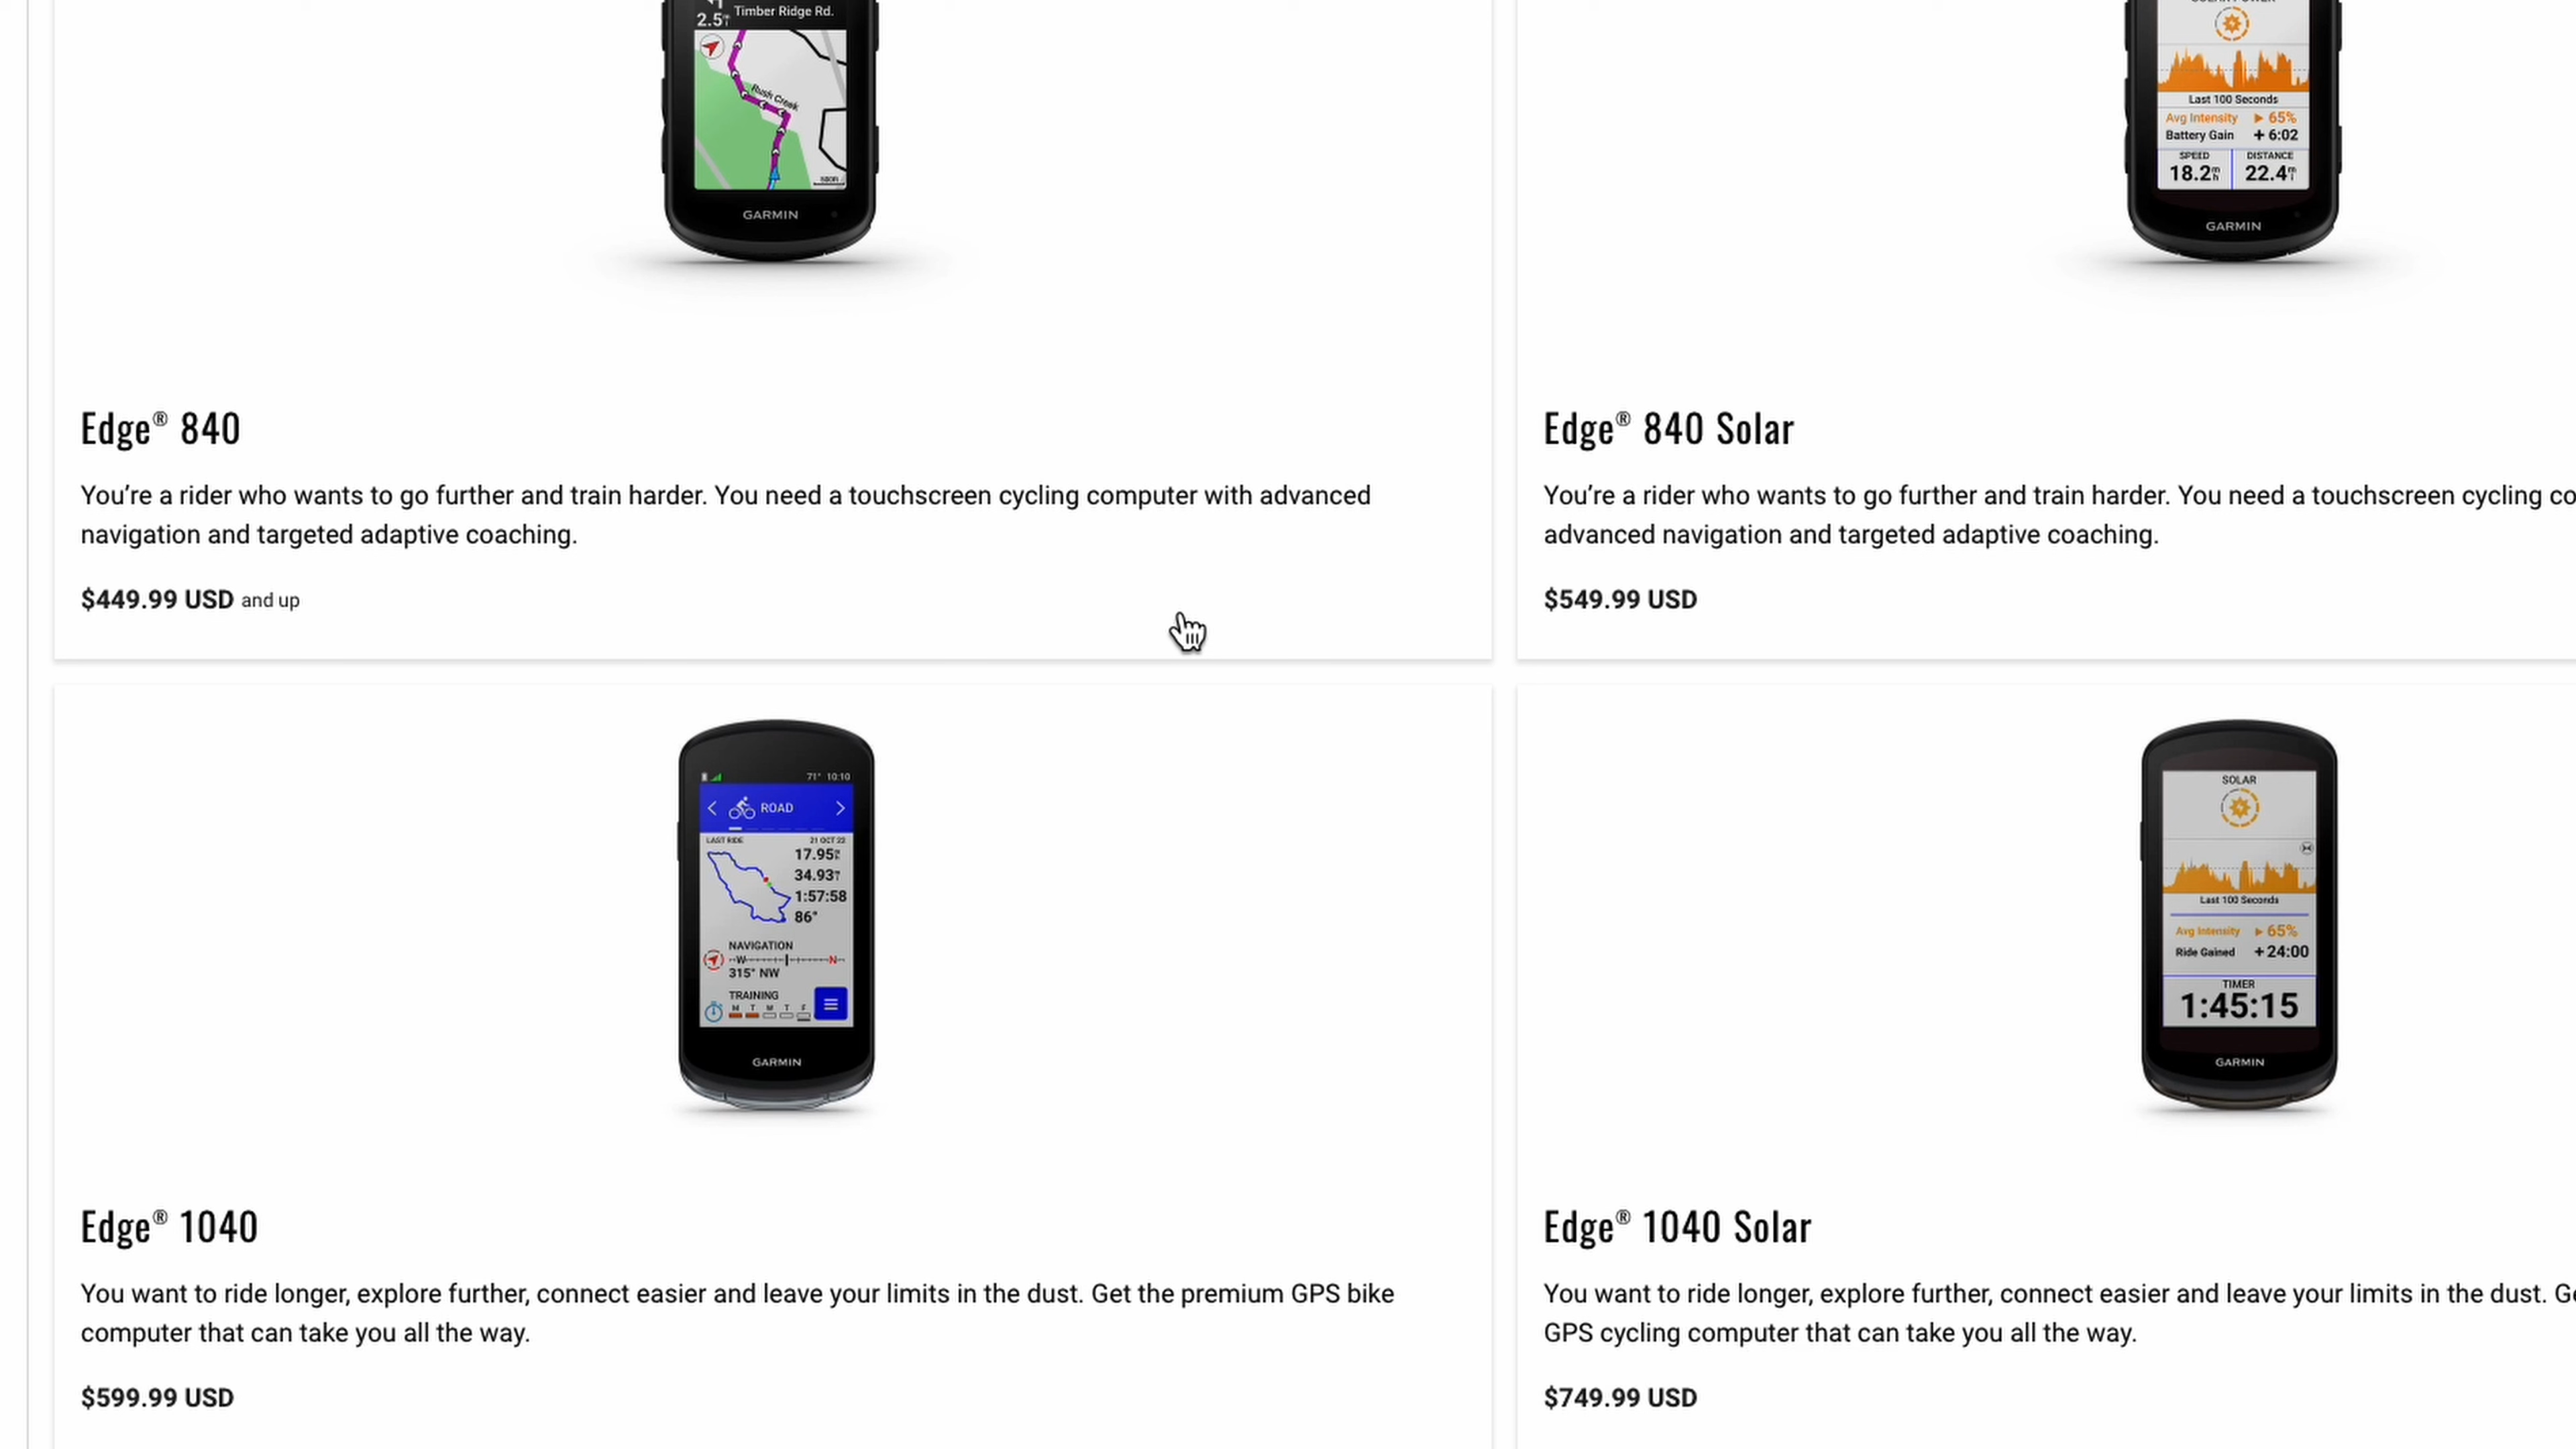 2.5
Timber Ridge Rd.
Rush Creek
500ft
GARMIN
Last 100 Seconds
Avg Intensity 65%
Battery Gain + 6:02
SPEED DISTANCE
18.2 22.4
GARMIN
Edge® 840
You’re a rider who wants to go further and train harder. You need a touchscreen cycling computer with advanced
navigation and targeted adaptive coaching.
$449.99 USD and up
Edge® 840 Solar
You’re a rider who wants to go further and train harder. You need a touchscreen cycling co
advanced navigation and targeted adaptive coaching.
$549.99 USD
71° 10:10
ROAD
LAST RIDE 21 OCT 22
17.95
34.93
1:57:58
86°
NAVIGATION
W N
315° NW
TRAINING
M T W T F
GARMIN
SOLAR
Last 100 Seconds
Avg Intensity 65%
Ride Gained + 24:00
TIMER
1:45:15
GARMIN
Edge® 1040
You want to ride longer, explore further, connect easier and leave your limits in the dust. Get the premium GPS bike
computer that can take you all the way.
$599.99 USD
Edge® 1040 Solar
You want to ride longer, explore further, connect easier and leave your limits in the dust. Ge
GPS cycling computer that can take you all the way.
$749.99 USD